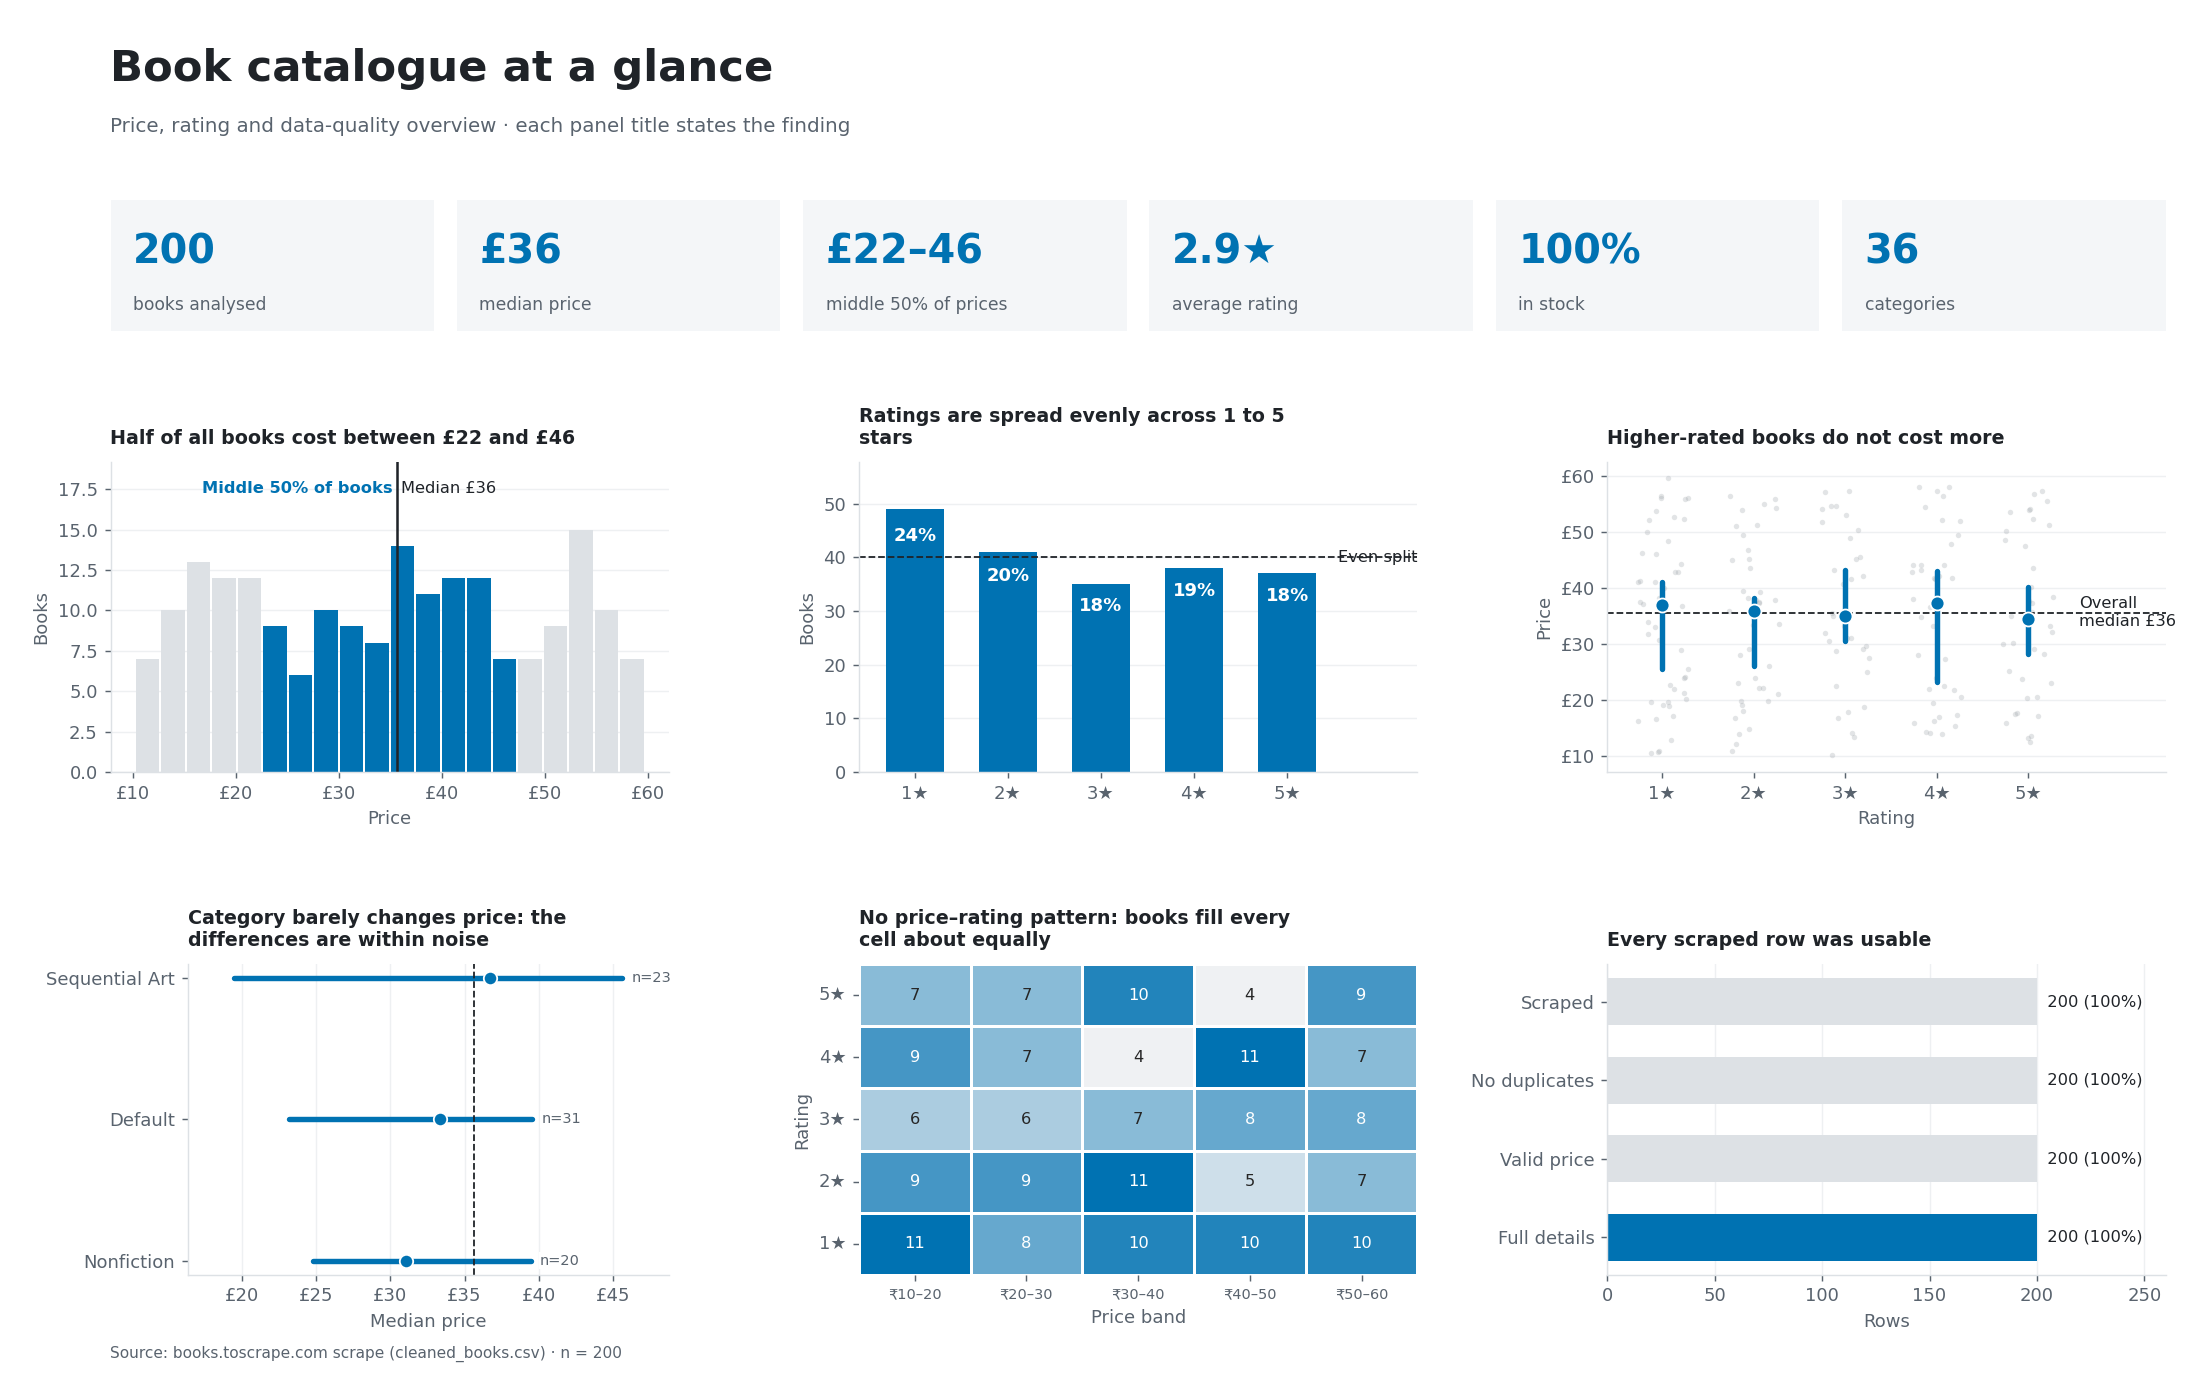 Book catalogue at a glance
Price, rating and data-quality overview · each panel title states the finding
200
books analysed
£36
median price
£22–46
middle 50% of prices
2.9★
average rating
100%
in stock
36
categories
Half of all books cost between £22 and £46
Middle 50% of books
Median £36
17.5
15.0
12.5
10.0
7.5
5.0
2.5
0.0
Books
£10 £20 £30 £40 £50 £60
Price
Ratings are spread evenly across 1 to 5
stars
50
40
30
20
10
0
Books
24%
20%
18%
19%
18%
Even split
1★ 2★ 3★ 4★ 5★
Higher-rated books do not cost more
£60
£50
£40
£30
£20
£10
Price
Overall
median £36
1★ 2★ 3★ 4★ 5★
Rating
Category barely changes price: the
differences are within noise
Sequential Art
n=23
Default
n=31
Nonfiction
n=20
£20 £25 £30 £35 £40 £45
Median price
No price–rating pattern: books fill every
cell about equally
Rating
5★ 7 7 10 4 9
4★ 9 7 4 11 7
3★ 6 6 7 8 8
2★ 9 9 11 5 7
1★ 11 8 10 10 10
₹10–20 ₹20–30 ₹30–40 ₹40–50 ₹50–60
Price band
Every scraped row was usable
Scraped 200 (100%)
No duplicates 200 (100%)
Valid price 200 (100%)
Full details 200 (100%)
0 50 100 150 200 250
Rows
Source: books.toscrape.com scrape (cleaned_books.csv) · n = 200